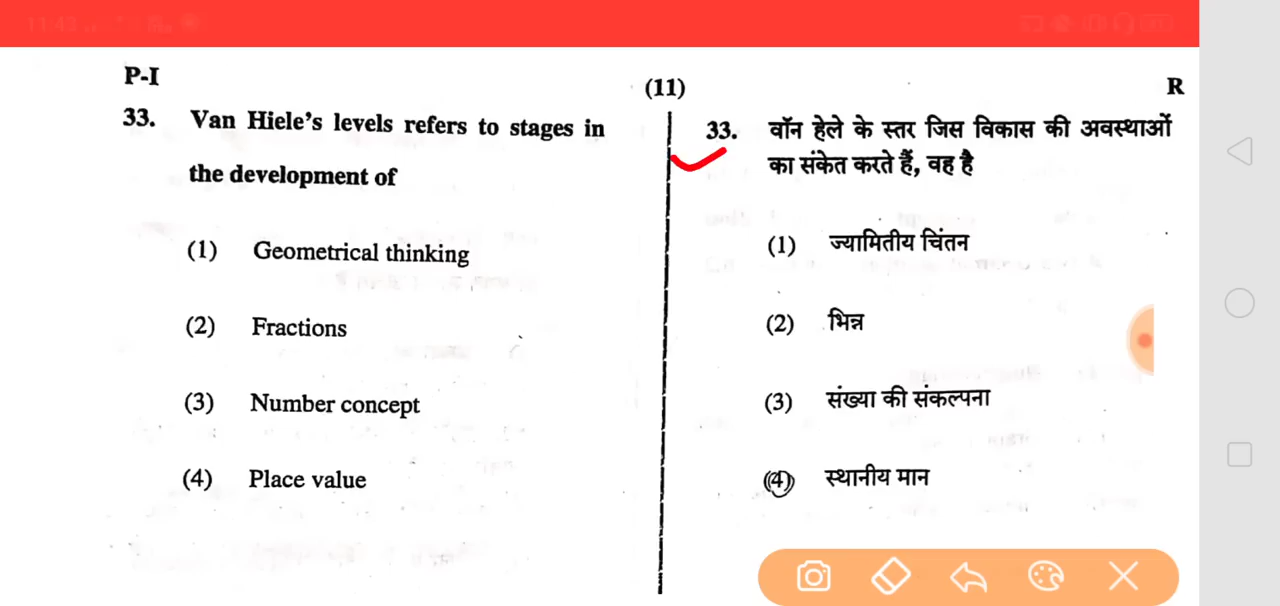 P-I
(11)
R
33. Van Hiele's levels refers to stages in
the development of
(1) Geometrical thinking
(2) Fractions
(3) Number concept
(4) Place value
33. वॉन हेले के स्तर जिस विकास की अवस्थाओं
का संकेत करते हैं, वह है
(1) ज्यामितीय चिंतन
(2) भिन्न
(3) संख्या की संकल्पना
(4) स्थानीय मान